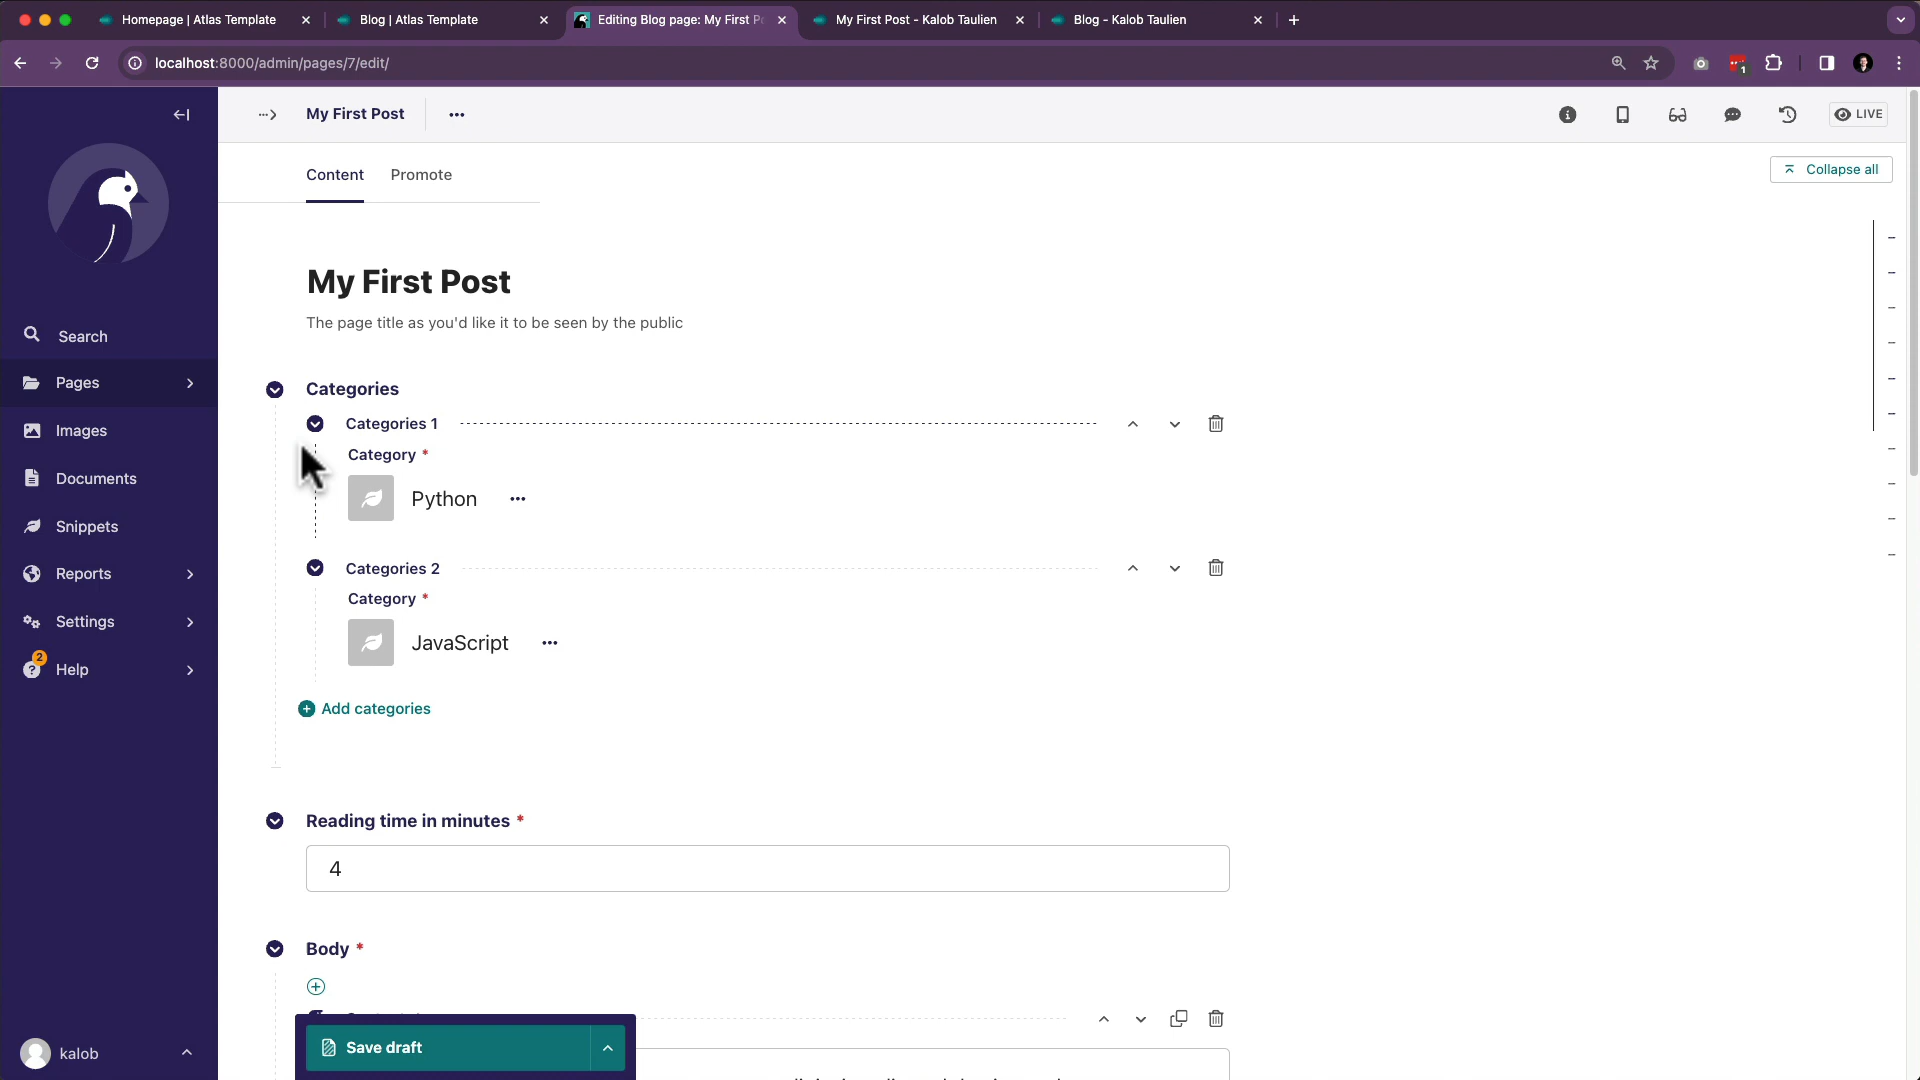 Homepage | Atlas Template
Blog | Atlas Template
Editing Blog page: My First P
My First Post - Kalob Taulien
Blog - Kalob Taulien
localhost:8000/admin/pages/7/edit/
1
My First Post
LIVE
Content
Promote
Collapse all
My First Post
The page title as you'd like it to be seen by the public
Search
Pages
Images
Documents
Snippets
Reports
Settings
2
Help
kalob
Categories
Categories 1
Category *
Python
Categories 2
Category *
JavaScript
Add categories
Reading time in minutes *
4
Body *
Save draft